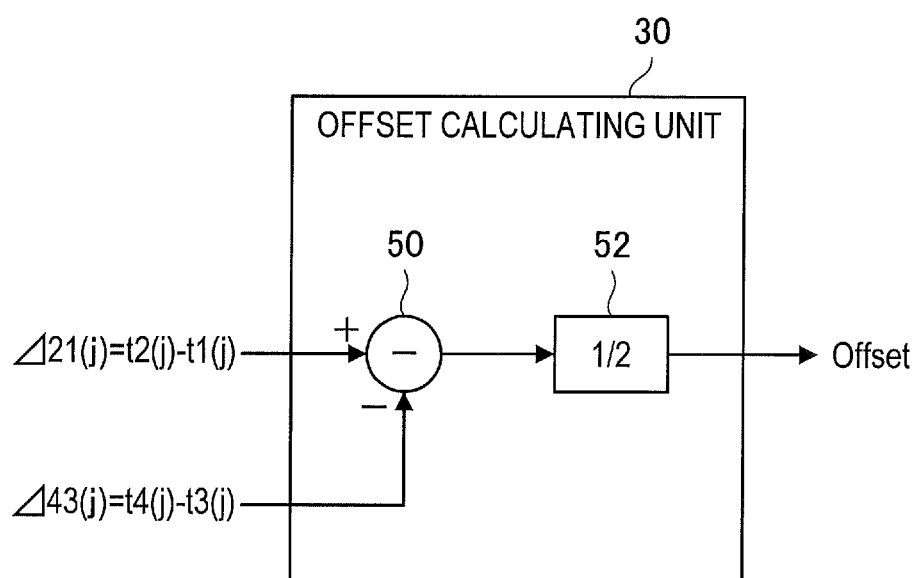 30
OFFSET CALCULATING UNIT
50
52
⊿21(j)=t2(j)-t1(j)
+
−
1/2
Offset
−
⊿43(j)=t4(j)-t3(j)